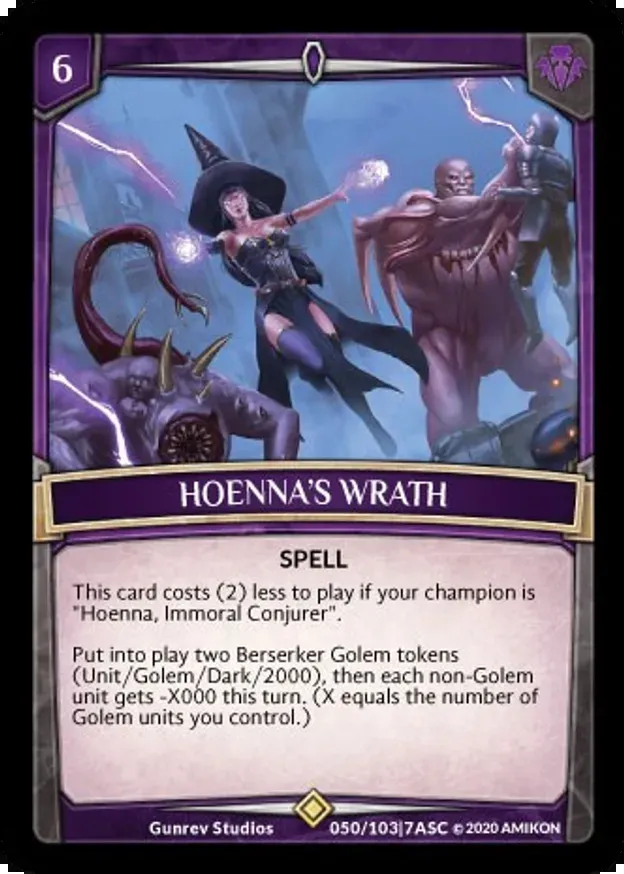 6
HOENNA'S WRATH
SPELL
This card costs (2) less to play if your champion is
"Hoenna, Immoral Conjurer".
Put into play two Berserker Golem tokens
(Unit/Golem/Dark/2000), then each non-Golem
unit gets -X000 this turn. (X equals the number of
Golem units you control.)
Gunrev Studios 050/103|7ASC © 2020 AMIKON